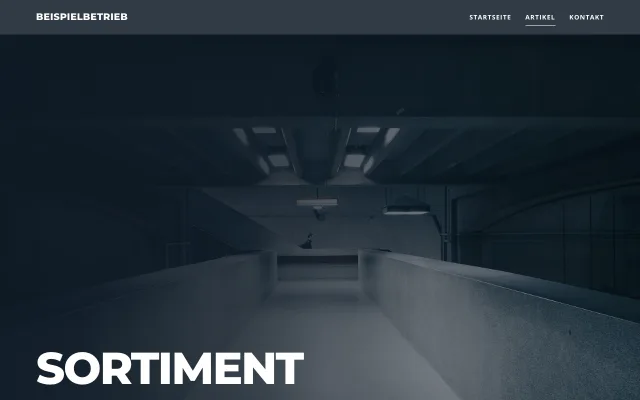 BEISPIELBETRIEB
STARTSEITE ARTIKEL KONTAKT
SORTIMENT